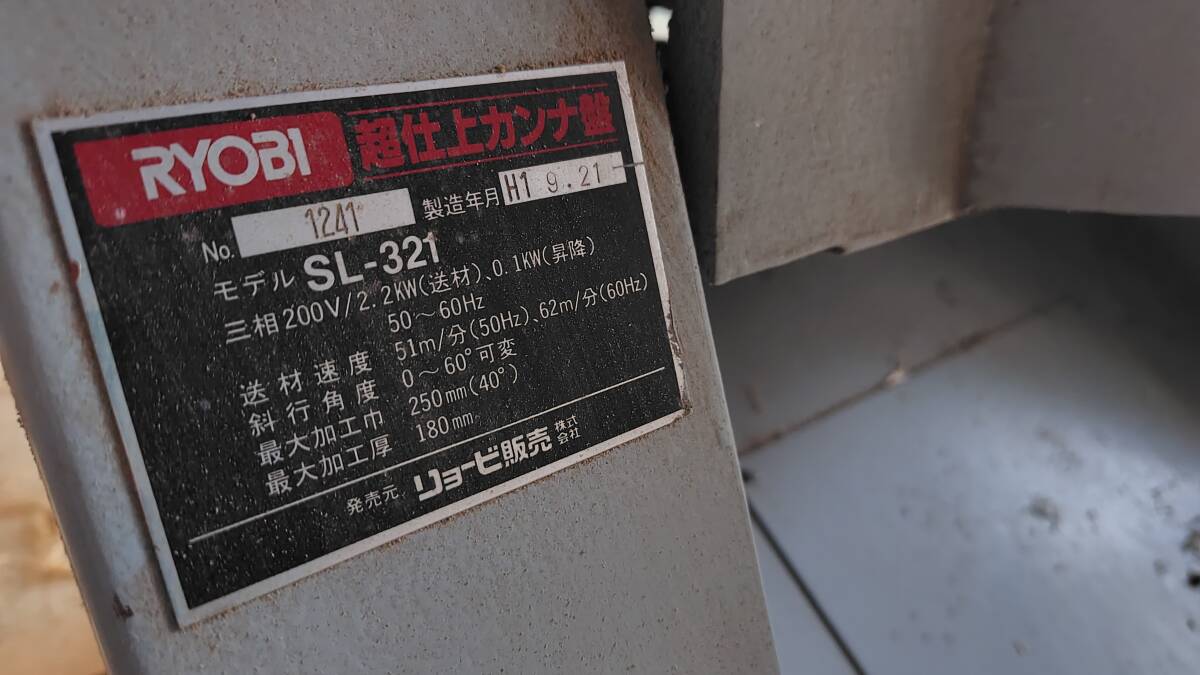 RYOBI 超仕上カンナ盤
No. 1241 製造年月 H1 9.21
モデル SL-321
三相200V/2.2KW(送材)、0.1KW(昇降)
50〜60Hz
送材速度 51m/分(50Hz)、62m/分(60Hz)
斜行角度 0〜60°可変
最大加工巾 250mm(40°)
最大加工厚 180mm
発売元 リョービ販売株式会社